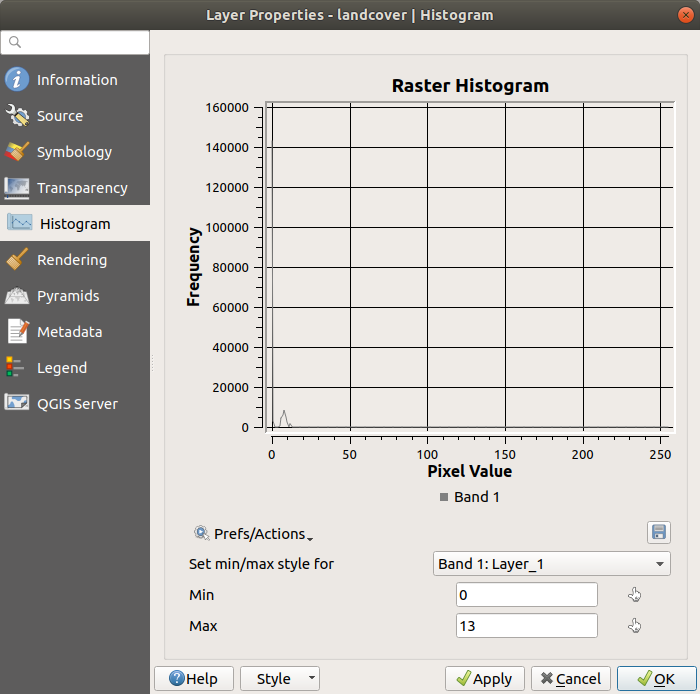 Layer Properties - landcover | Histogram
Information
Source
Symbology
Transparency
Histogram
Rendering
Pyramids
Metadata
Legend
QGIS Server
Raster Histogram
160000
140000
120000
100000
80000
60000
40000
20000
0
Frequency
0 50 100 150 200 250
Pixel Value
Band 1
Prefs/Actions
Set min/max style for Band 1: Layer_1
Min 0
Max 13
Help Style Apply Cancel OK